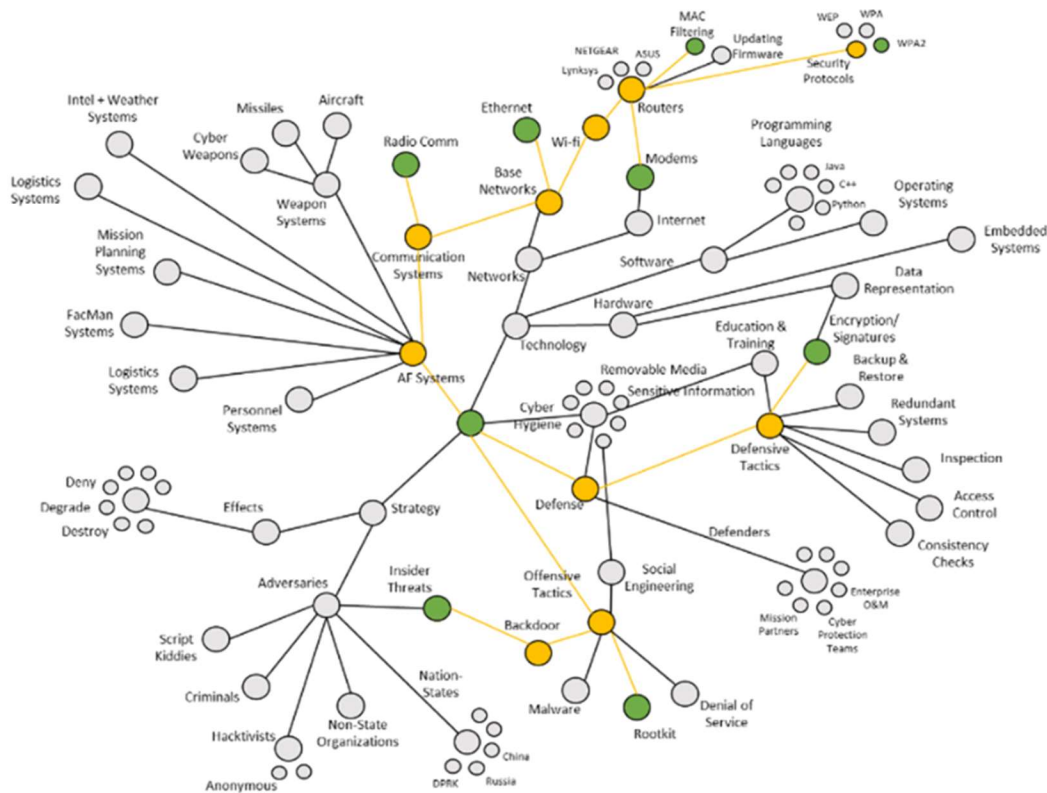 MAC
Filtering
WEP
WPA
WPA2
NETGEAR
ASUS
Updating
Firmware
Lynksys
Security
Protocols
Routers
Intel + Weather
Systems
Missiles
Aircraft
Ethernet
Radio Comm
Wi-fi
Programming
Languages
Cyber
Weapons
Modems
Java
C++
Python
Base
Networks
Operating
Systems
Logistics
Systems
Weapon
Systems
Internet
Embedded
Systems
Mission
Planning
Systems
Communication
Systems
Networks
Software
Data
Representation
Hardware
FacMan
Systems
Technology
Education &
Training
Encryption/
Signatures
Logistics
Systems
AF Systems
Removable Media
Sensitive Information
Backup &
Restore
Personnel
Systems
Cyber
Hygiene
Redundant
Systems
Defensive
Tactics
Inspection
Deny
Degrade
Destroy
Effects
Strategy
Defense
Access
Control
Defenders
Consistency
Checks
Adversaries
Insider
Threats
Offensive
Tactics
Social
Engineering
Enterprise
O&M
Mission
Partners
Cyber
Protection
Teams
Backdoor
Script
Kiddies
Nation-
States
Criminals
Malware
Denial of
Service
Rootkit
Hacktivists
Non-State
Organizations
China
Russia
DPRK
Anonymous